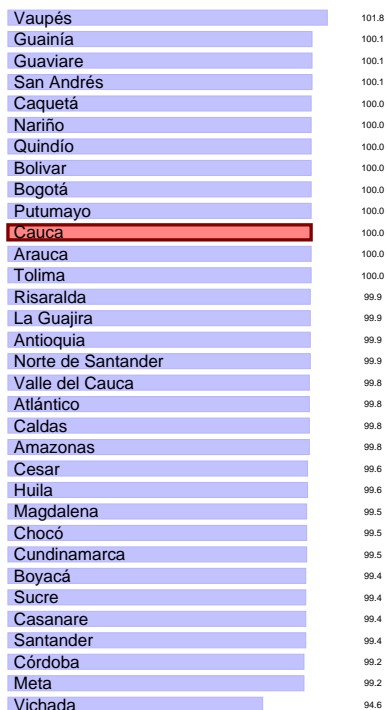 Vaupés 101.8
Guainía 100.1
Guaviare 100.1
San Andrés 100.1
Caquetá 100.0
Nariño 100.0
Quindío 100.0
Bolivar 100.0
Bogotá 100.0
Putumayo 100.0
Cauca 100.0
Arauca 100.0
Tolima 100.0
Risaralda 99.9
La Guajira 99.9
Antioquia 99.9
Norte de Santander 99.9
Valle del Cauca 99.8
Atlántico 99.8
Caldas 99.8
Amazonas 99.8
Cesar 99.6
Huila 99.6
Magdalena 99.5
Chocó 99.5
Cundinamarca 99.5
Boyacá 99.4
Sucre 99.4
Casanare 99.4
Santander 99.4
Córdoba 99.2
Meta 99.2
Vichada 94.6